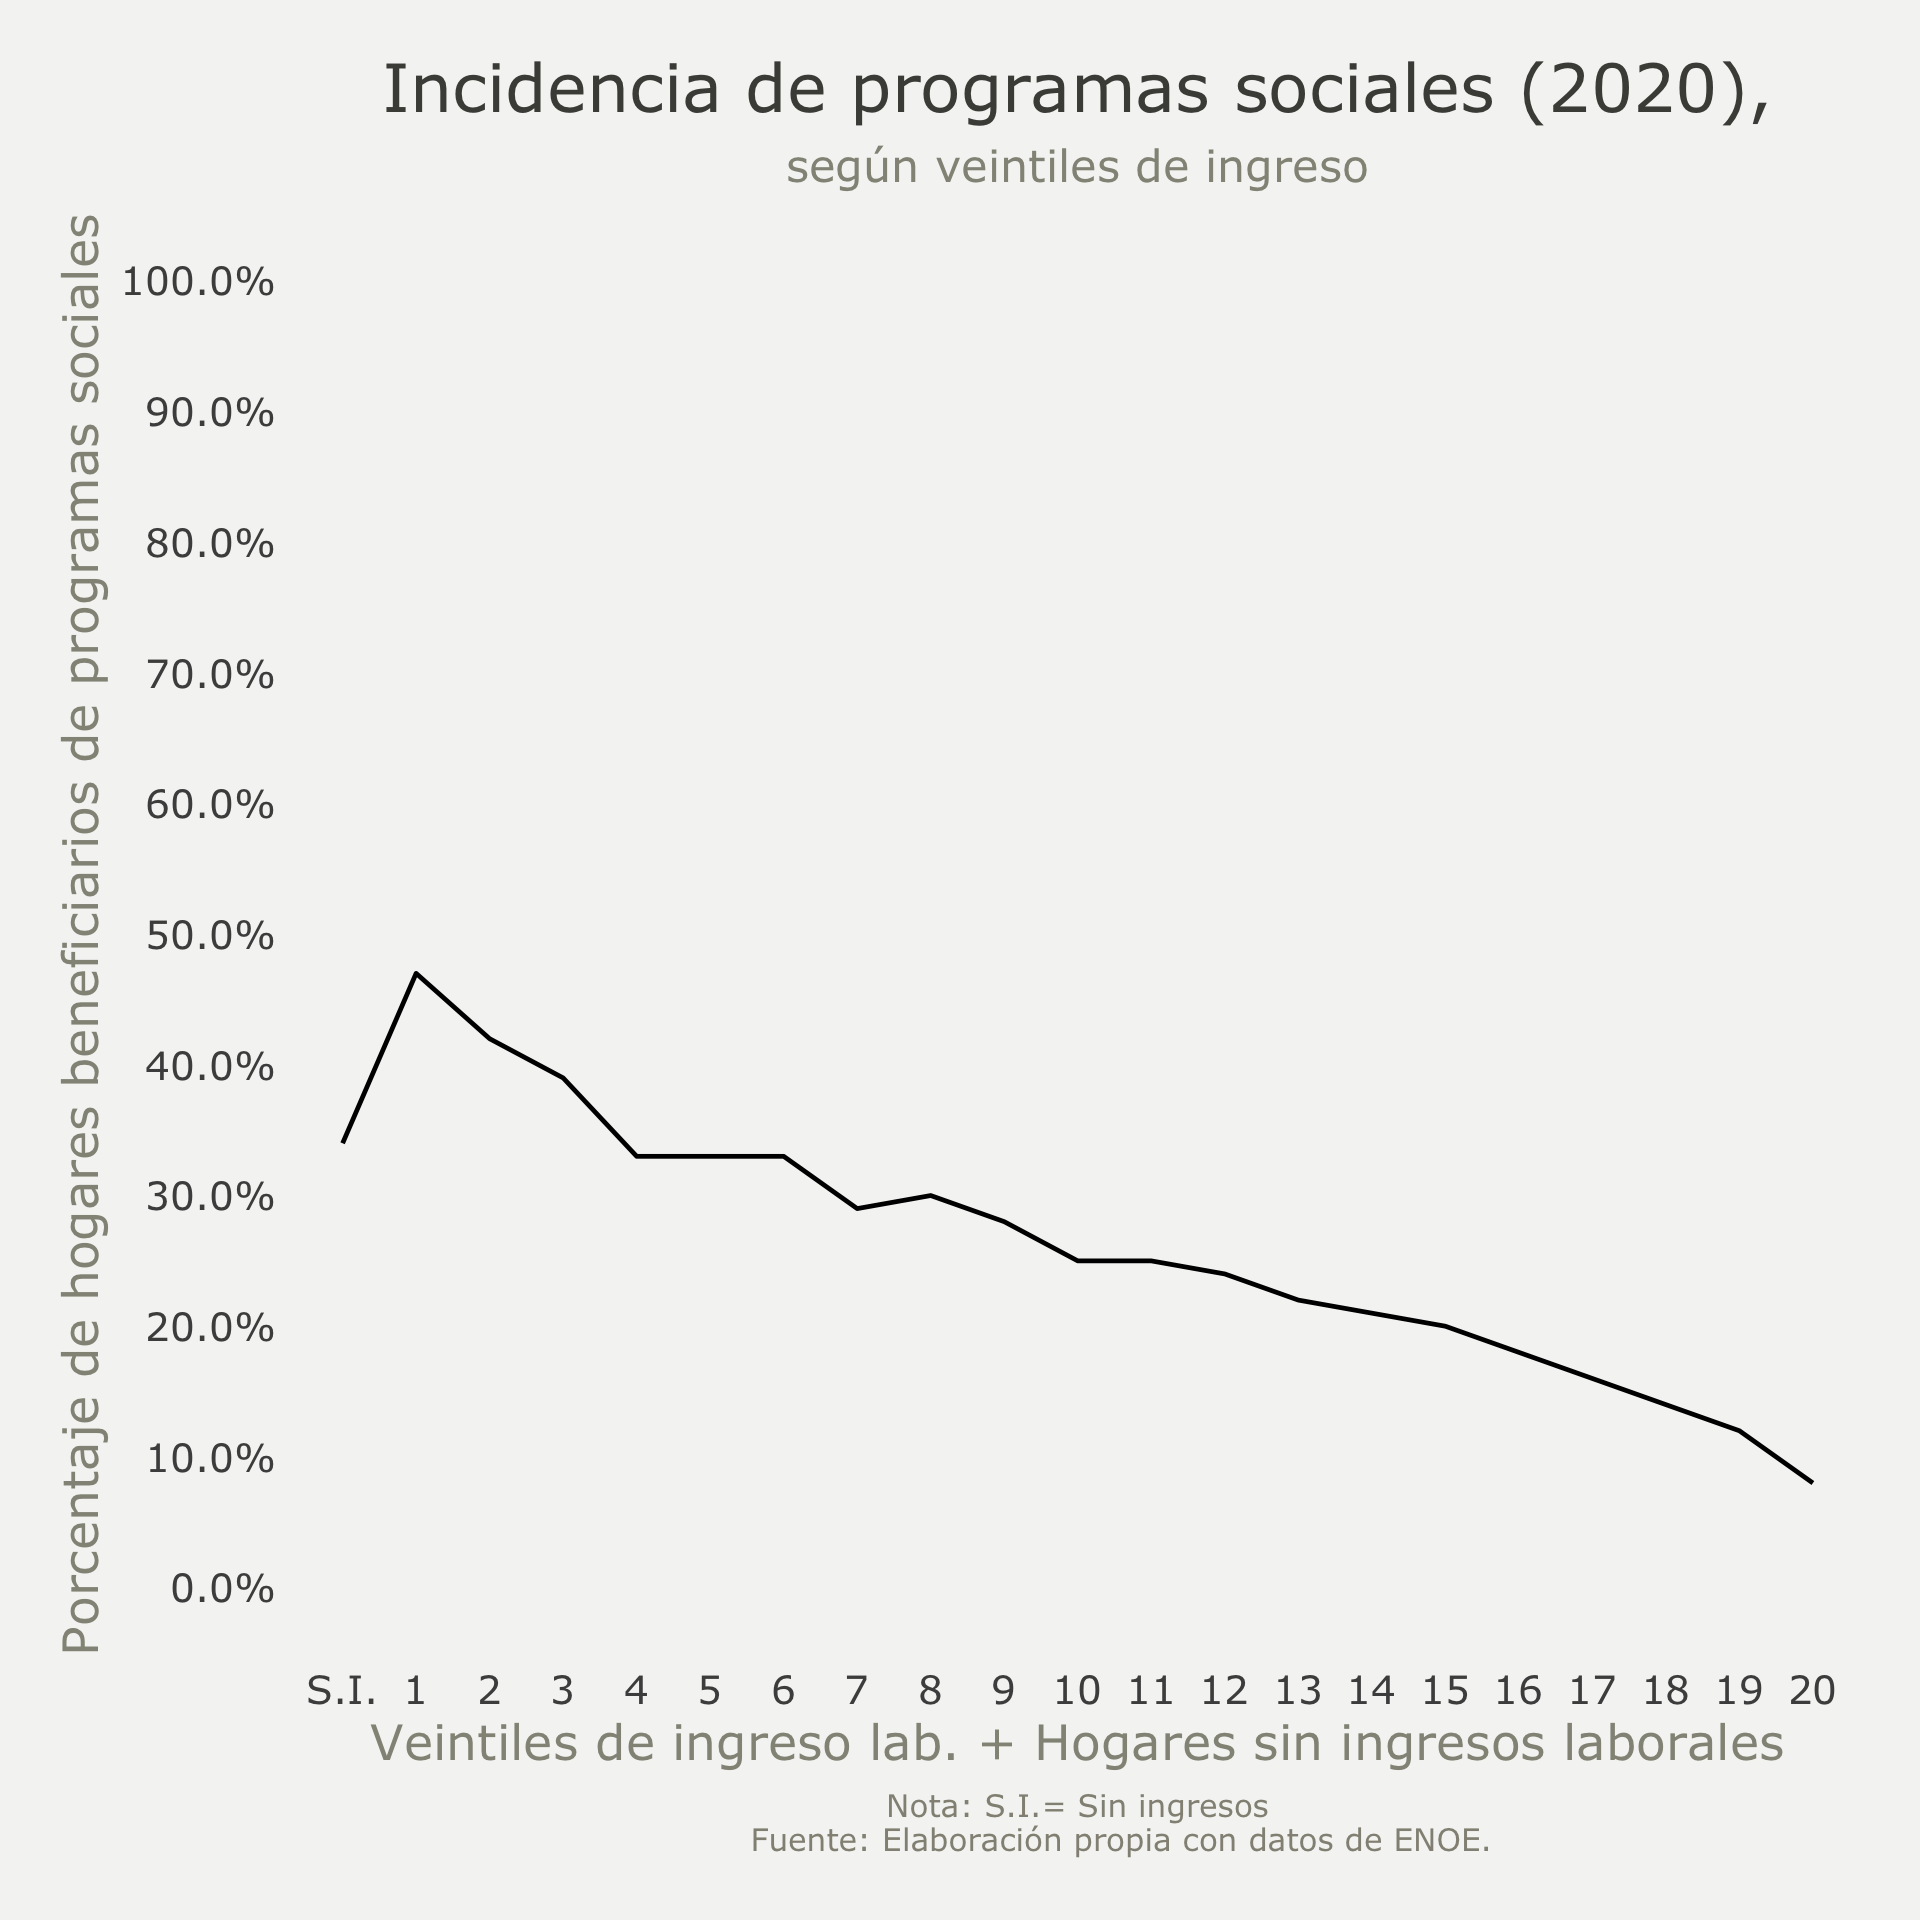 Incidencia de programas sociales (2020),
según veintiles de ingreso
Porcentaje de hogares beneficiarios de programas sociales
100.0%
90.0%
80.0%
70.0%
60.0%
50.0%
40.0%
30.0%
20.0%
10.0%
0.0%
S.I. 1 2 3 4 5 6 7 8 9 10 11 12 13 14 15 16 17 18 19 20
Veintiles de ingreso lab. + Hogares sin ingresos laborales
Nota: S.I.= Sin ingresos
Fuente: Elaboración propia con datos de ENOE.